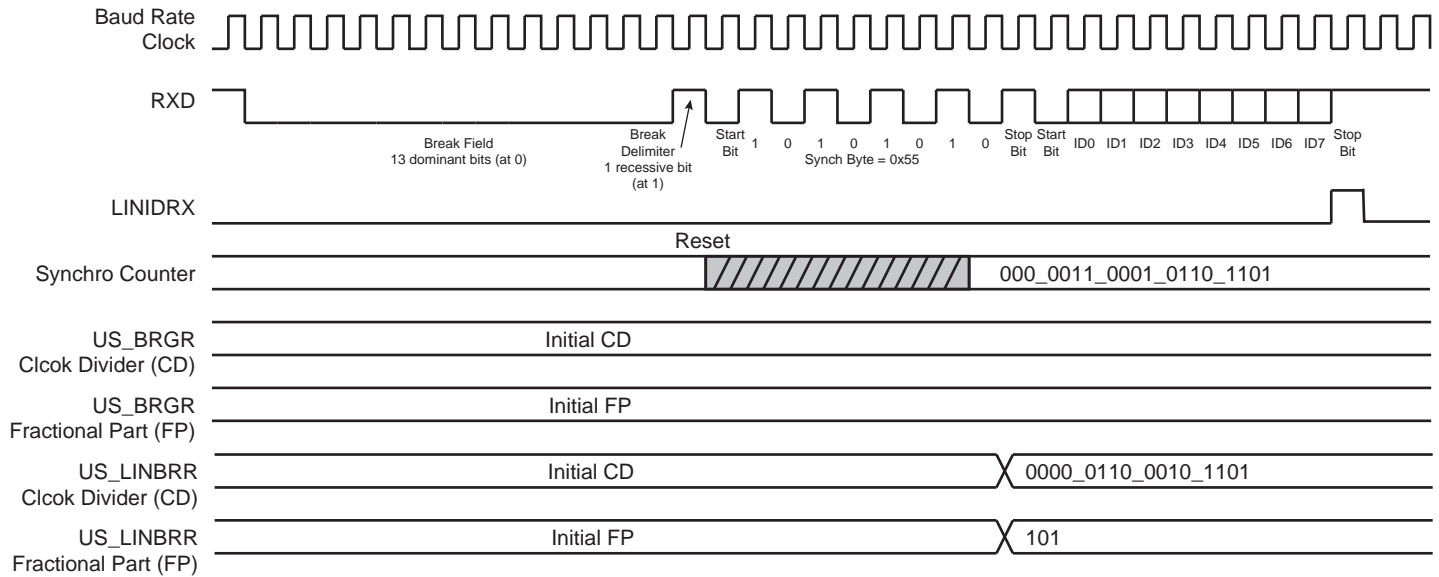 Baud Rate
Clock
RXD
Break Field
13 dominant bits (at 0)
Break
Delimiter
1 recessive bit
(at 1)
Start
Bit
1 0 1 0 1 0 1 0
Synch Byte = 0x55
Stop
Bit
Start
Bit
ID0 ID1 ID2 ID3 ID4 ID5 ID6 ID7
Stop
Bit
LINIDRX
Reset
Synchro Counter
000_0011_0001_0110_1101
US_BRGR
Clcok Divider (CD)
Initial CD
US_BRGR
Fractional Part (FP)
Initial FP
US_LINBRR
Clcok Divider (CD)
Initial CD
0000_0110_0010_1101
US_LINBRR
Fractional Part (FP)
Initial FP
101